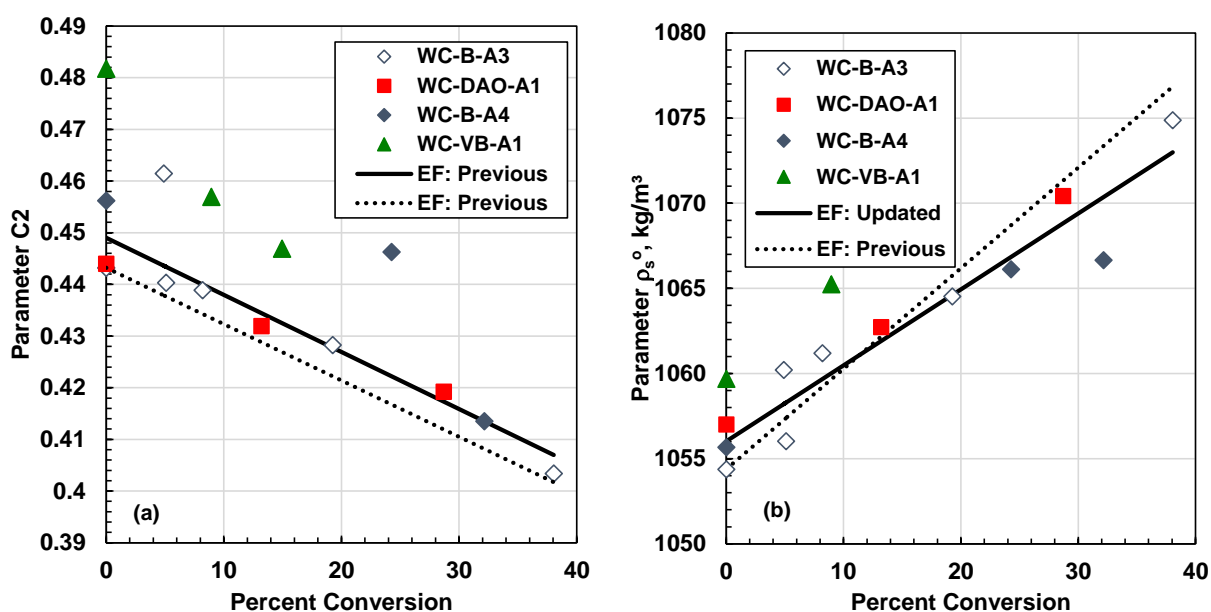 0.49
0.48
0.47
0.46
0.45
0.44
0.43
0.42
0.41
0.4
0.39
Parameter C2
0
10
20
30
40
Percent Conversion
WC-B-A3
WC-DAO-A1
WC-B-A4
WC-VB-A1
EF: Previous
EF: Previous
(a)
1080
1075
1070
1065
1060
1055
1050
Parameter ρsº, kg/m³
0
10
20
30
40
Percent Conversion
WC-B-A3
WC-DAO-A1
WC-B-A4
WC-VB-A1
EF: Updated
EF: Previous
(b)